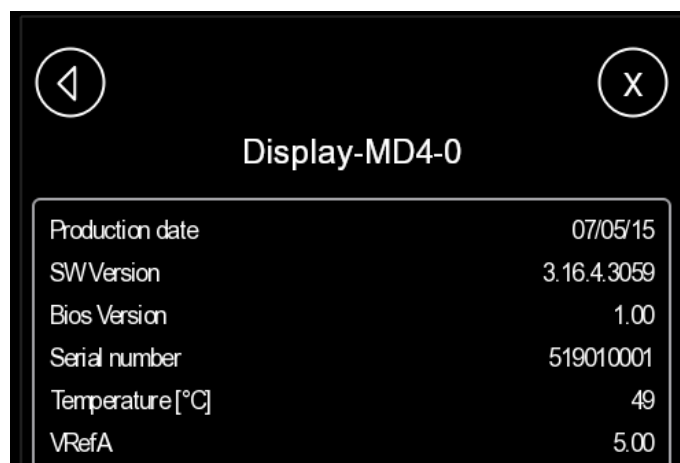 X
Display-MD4-0
Production date 07/05/15
SW Version 3.16.4.3059
Bios Version 1.00
Serial number 519010001
Temperature [°C] 49
VRefA 5.00